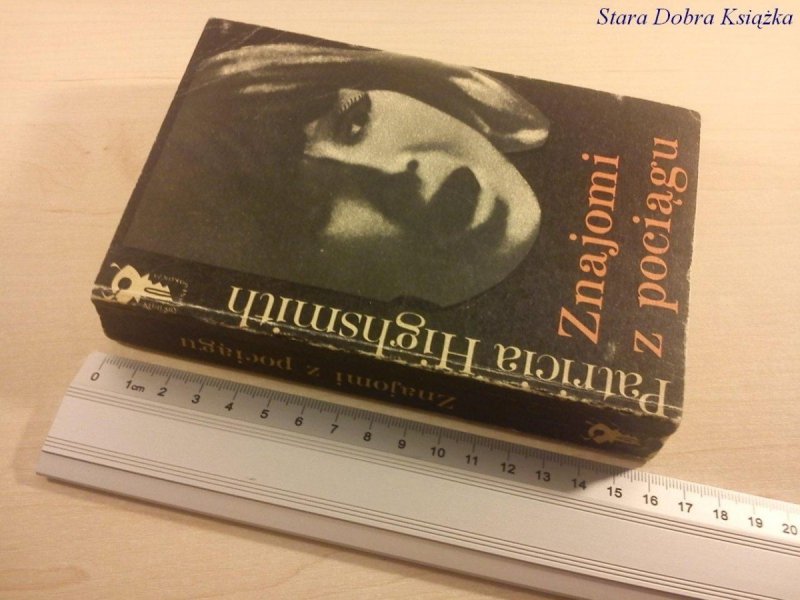 Stara Dobra Książka
Znajomi
z pociągu
Patricia Highsmith
Znajomi z pociągu
0 1cm 2 3 4 5 6 7 8 9 10 11 12 13 14 15 16 17 18 19 20